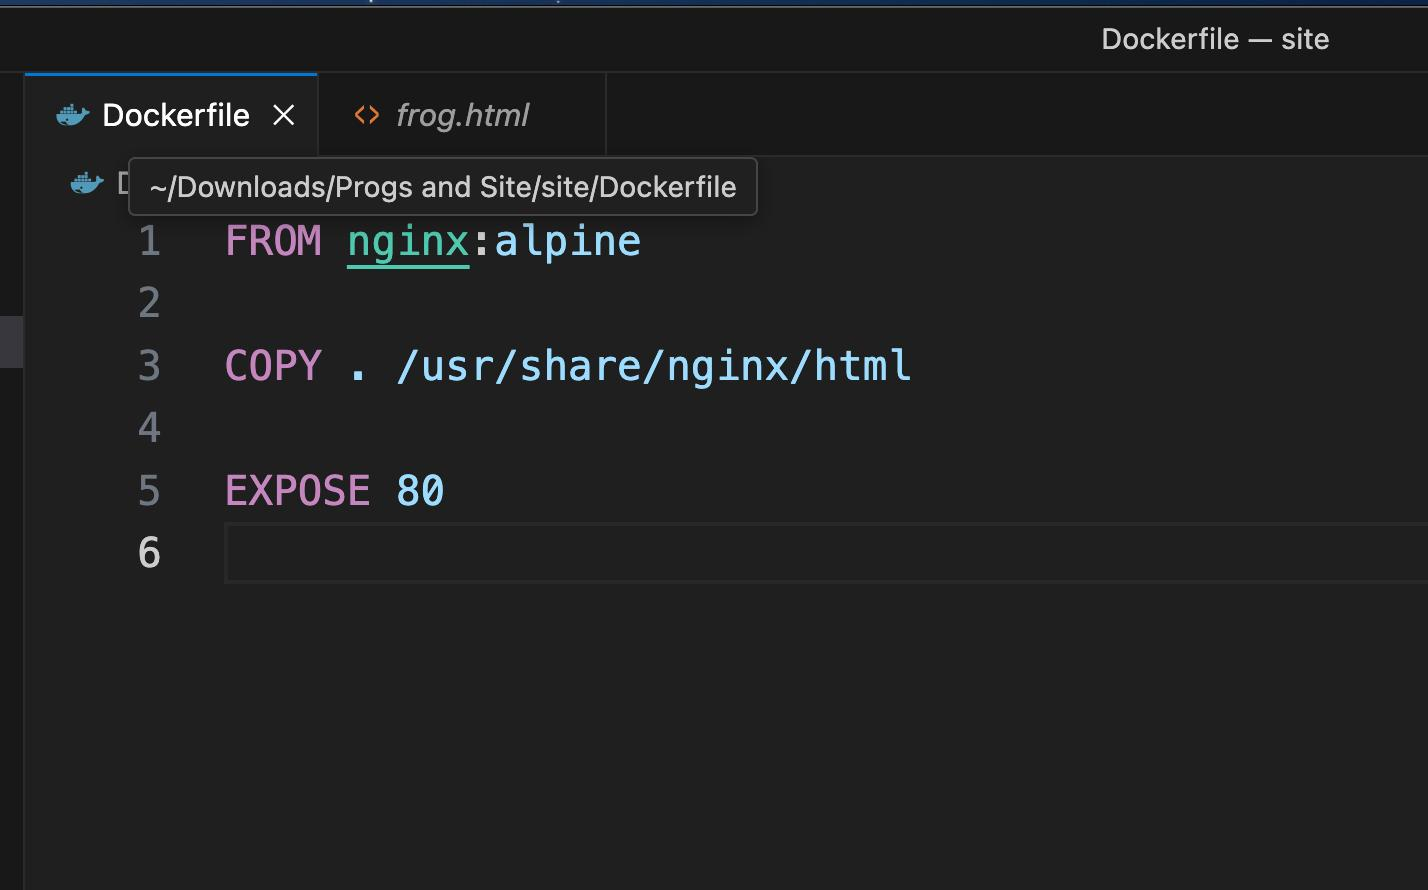 Dockerfile — site
Dockerfile
frog.html
~/Downloads/Progs and Site/site/Dockerfile
1 FROM nginx:alpine
2
3 COPY . /usr/share/nginx/html
4
5 EXPOSE 80
6